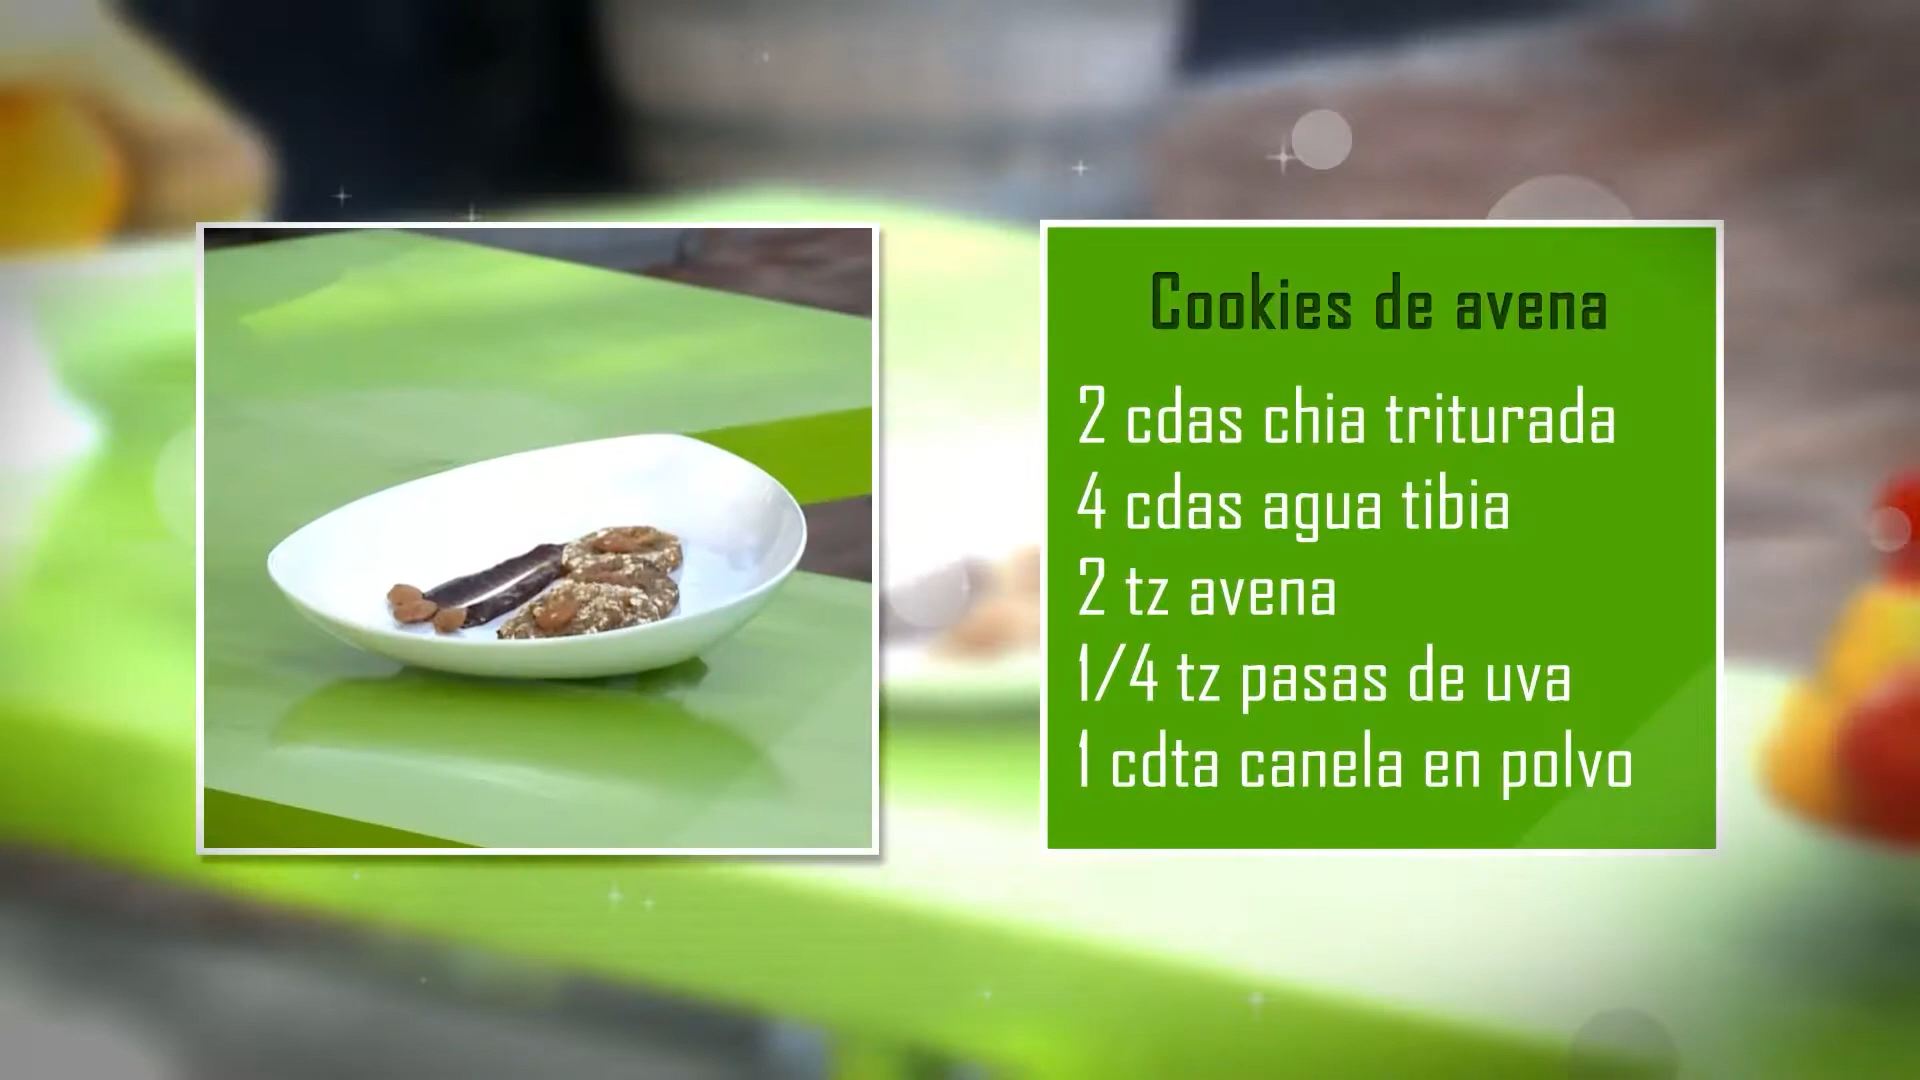 Cookies de avena
2 cdas chia triturada
4 cdas agua tibia
2 tz avena
1/4 tz pasas de uva
1 cdta canela en polvo